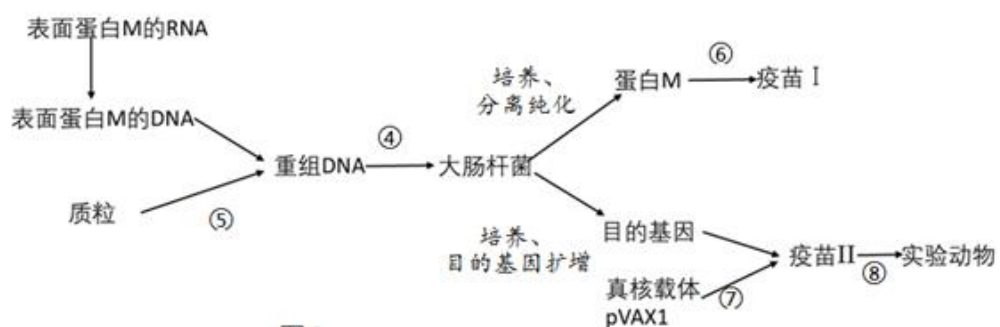 表面蛋白M的RNA
⑥
培养、
分离纯化
蛋白M
疫苗Ⅰ
表面蛋白M的DNA
④
重组DNA
大肠杆菌
质粒
⑤
培养、
目的基因扩增
目的基因
疫苗II
⑧
实验动物
真核载体
pVAX1
⑦